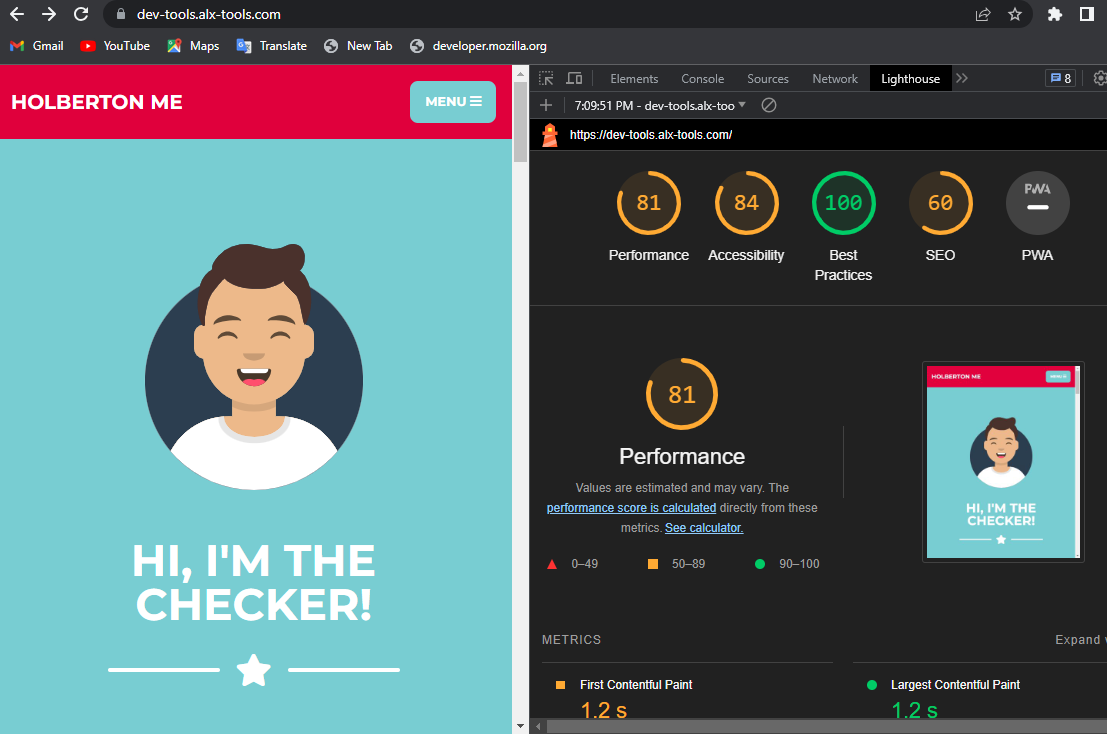 dev-tools.alx-tools.com
Gmail YouTube Maps Translate New Tab developer.mozilla.org
HOLBERTON ME
MENU
HI, I'M THE
CHECKER!
Elements Console Sources Network Lighthouse 8
7:09:51 PM - dev-tools.alx-too
https://dev-tools.alx-tools.com/
81 84 100 60 PWA
Performance Accessibility Best Practices SEO PWA
81
Performance
Values are estimated and may vary. The
performance score is calculated directly from these
metrics. See calculator.
0–49 50–89 90–100
HOLBERTON ME
MENU
HI, I'M THE
CHECKER!
METRICS
Expand v
First Contentful Paint
1.2 s
Largest Contentful Paint
1.2 s